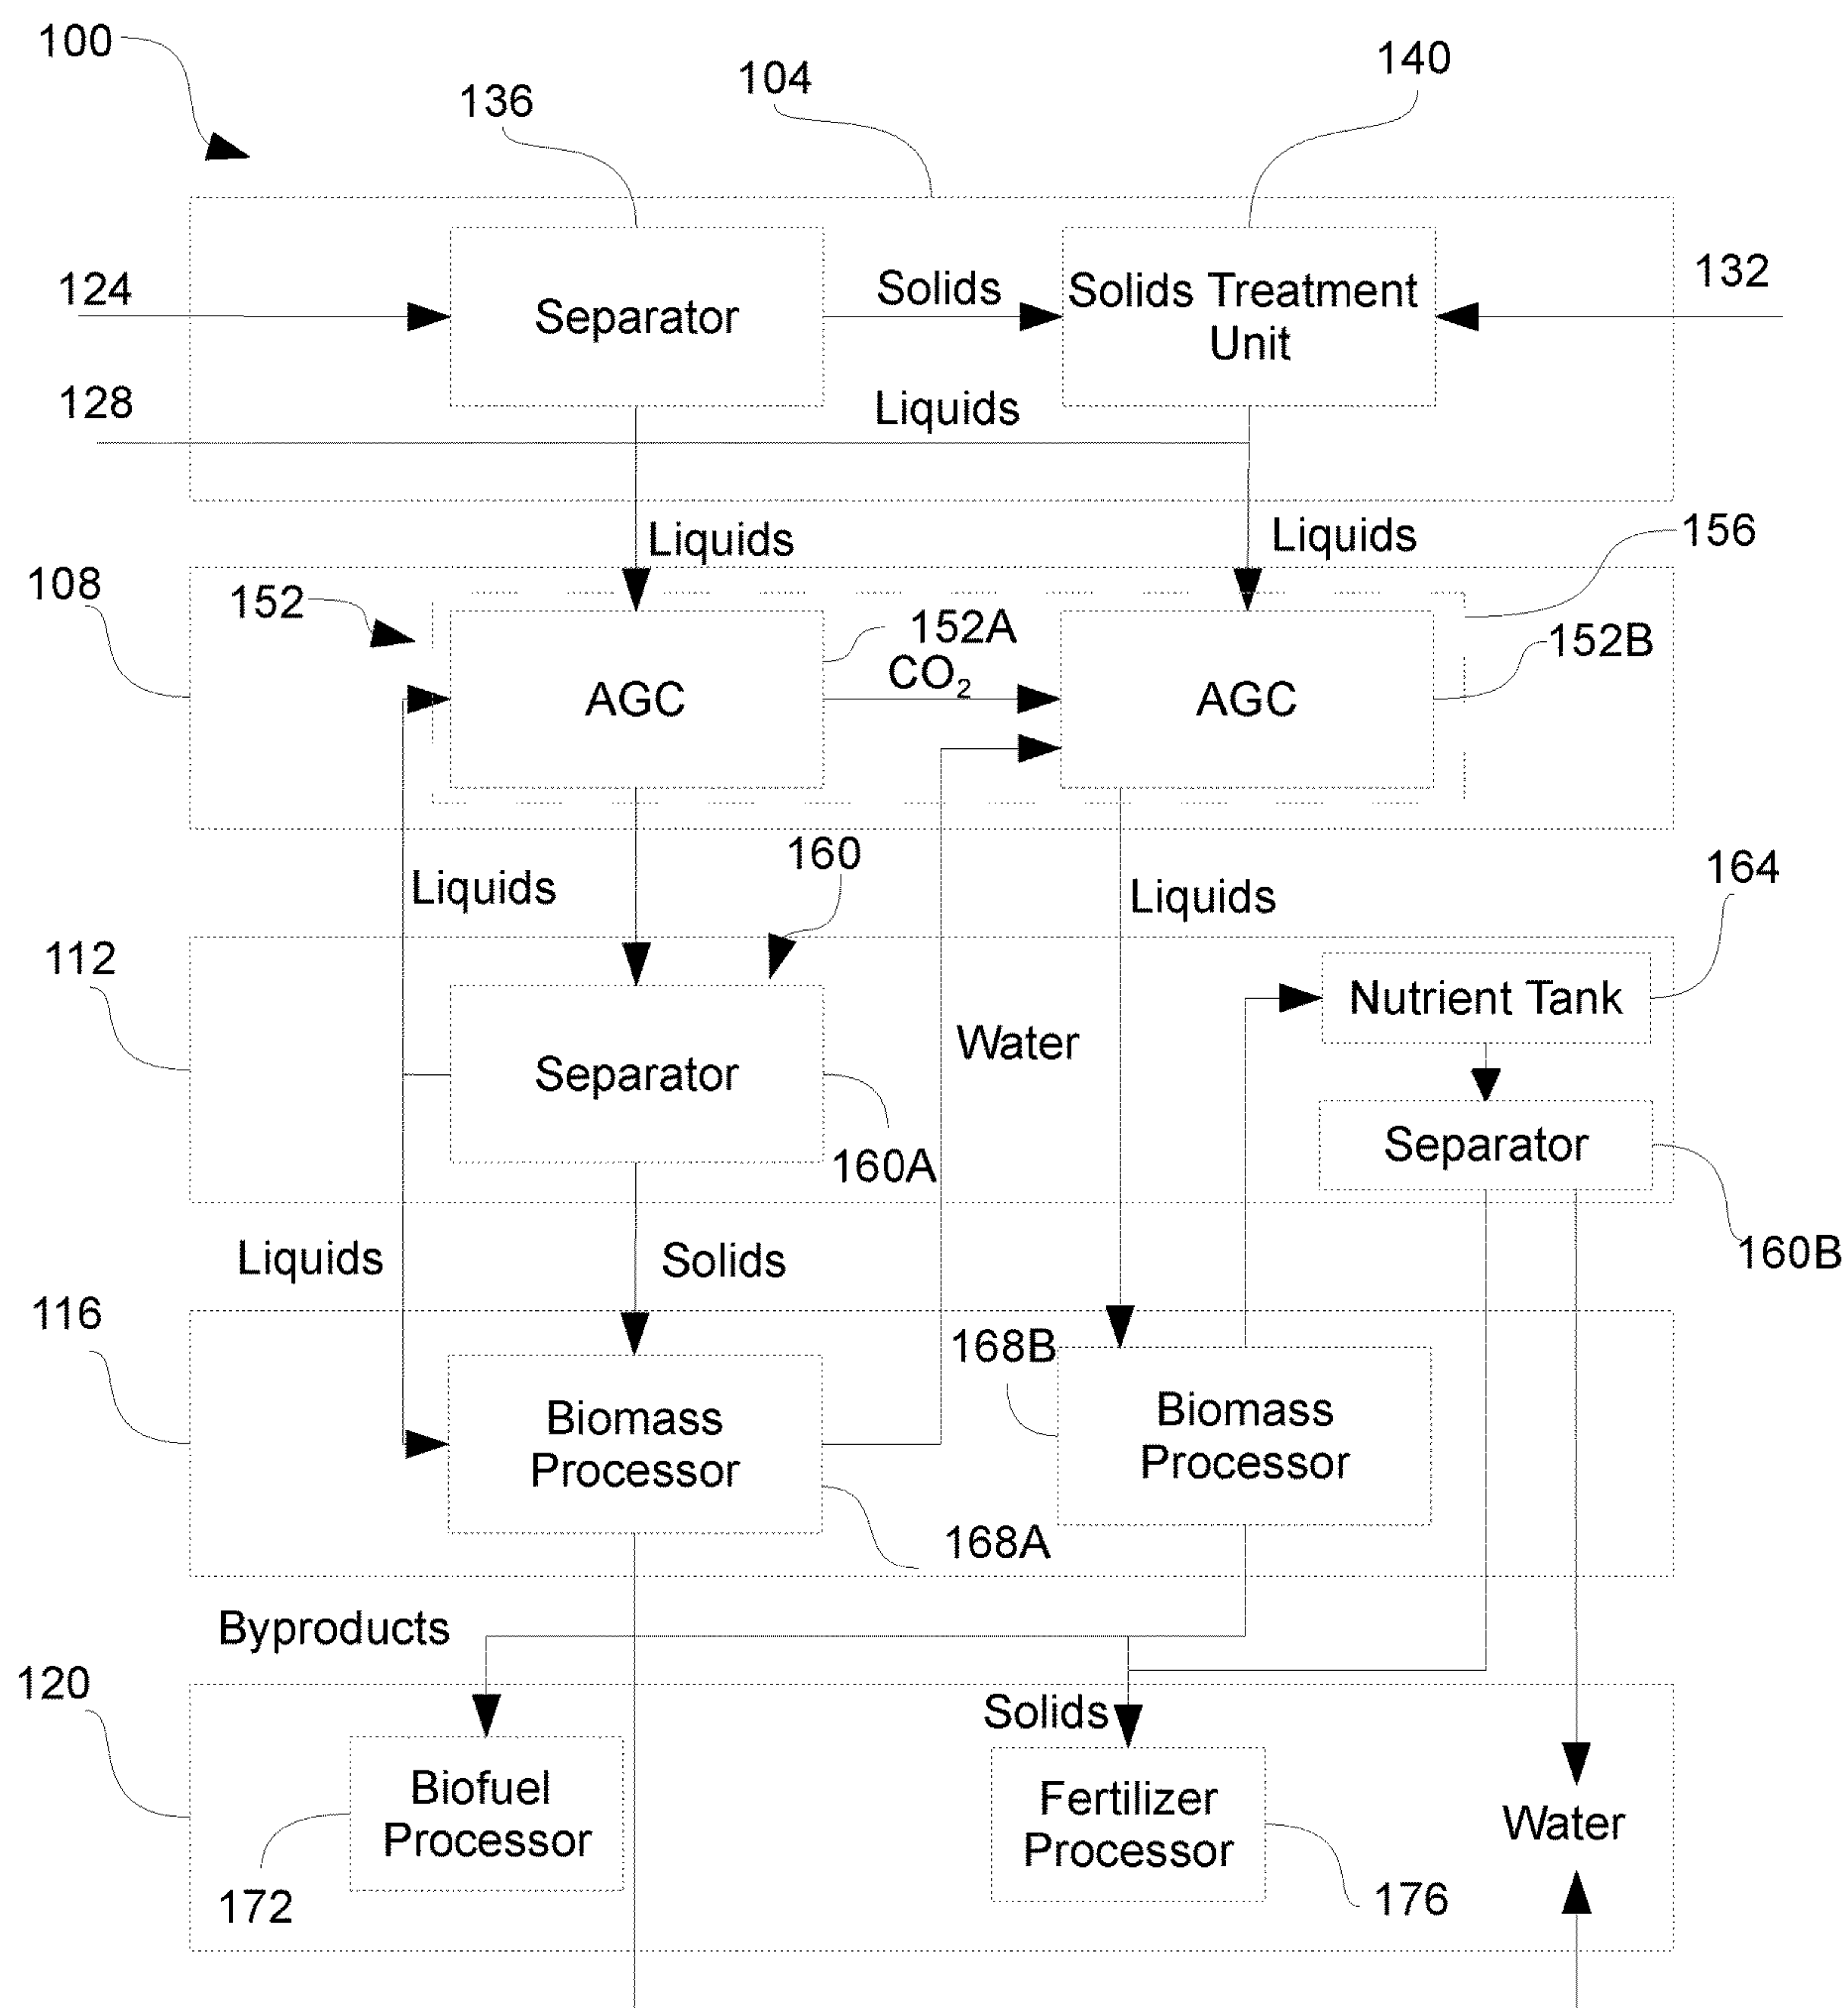 100
136
104
140
124
Separator
Solids
Solids Treatment
Unit
132
128
Liquids
Liquids
Liquids
156
108
152
152A
152B
AGC
CO₂
AGC
Liquids
160
Liquids
164
112
Nutrient Tank
Separator
Water
160A
Separator
160B
Liquids
Solids
116
168B
Biomass
Processor
Biomass
Processor
168A
Byproducts
120
Solids
Biofuel
Processor
Fertilizer
Processor
Water
172
176